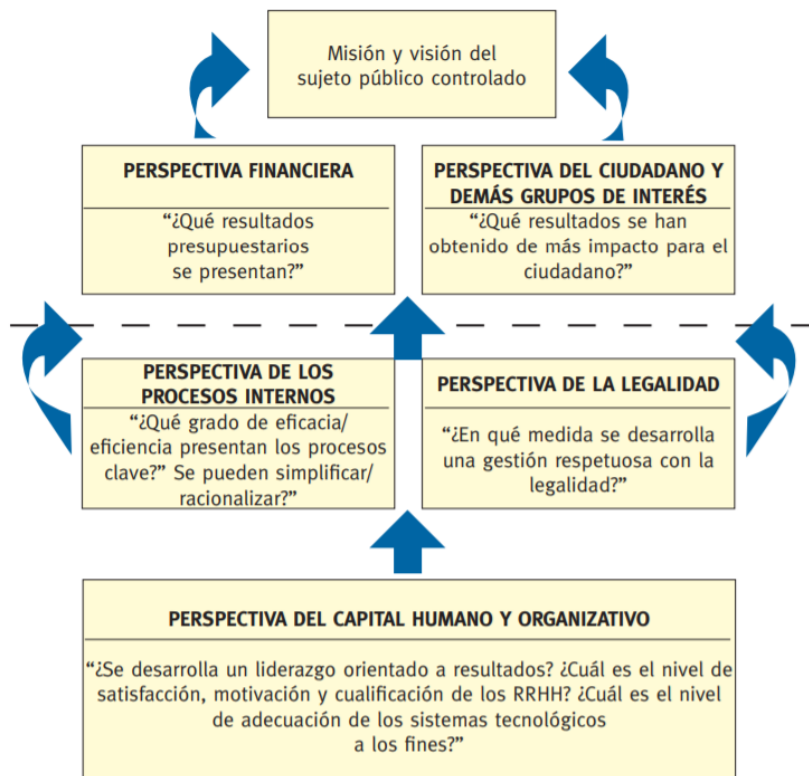 Misión y visión del
sujeto público controlado
PERSPECTIVA FINANCIERA
“¿Qué resultados
presupuestarios
se presentan?”
PERSPECTIVA DEL CIUDADANO Y
DEMÁS GRUPOS DE INTERÉS
“¿Qué resultados se han
obtenido de más impacto para el
ciudadano?”
PERSPECTIVA DE LOS
PROCESOS INTERNOS
“¿Qué grado de eficacia/
eficiencia presentan los procesos
clave?” Se pueden simplificar/
racionalizar?”
PERSPECTIVA DE LA LEGALIDAD
“¿En qué medida se desarrolla
una gestión respetuosa con la
legalidad?”
PERSPECTIVA DEL CAPITAL HUMANO Y ORGANIZATIVO
“¿Se desarrolla un liderazgo orientado a resultados? ¿Cuál es el nivel de
satisfacción, motivación y cualificación de los RRHH? ¿Cuál es el nivel
de adecuación de los sistemas tecnológicos
a los fines?”